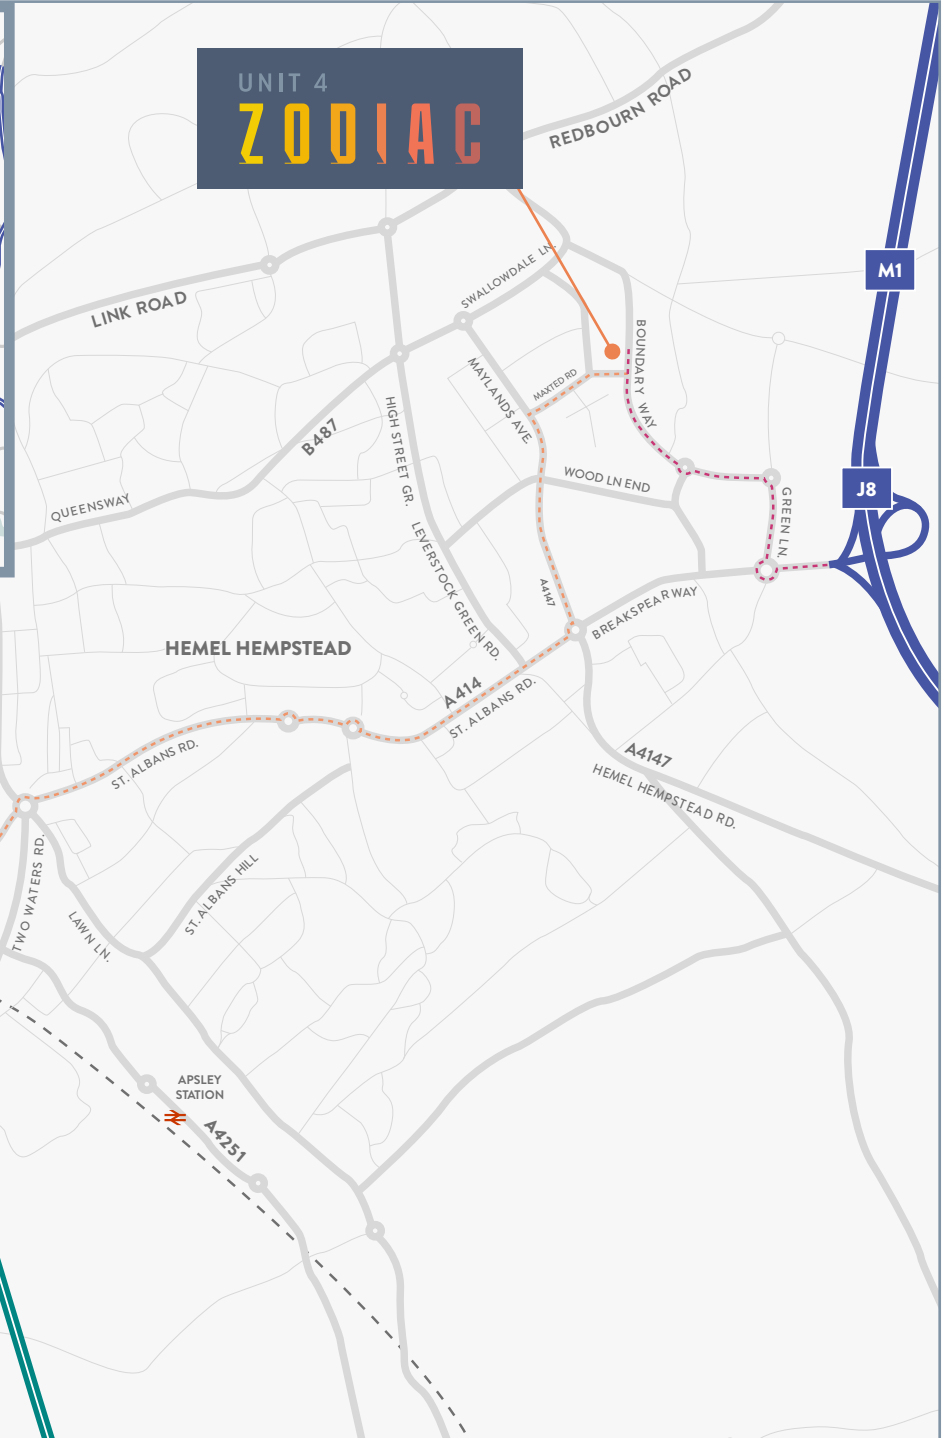 UNIT 4
ZODIAC
REDBOURN ROAD
M1
SWALLOWDALE LN.
LINK ROAD
BOUNDARY WAY
MAYLANDS AVE.
MAXTED RD
HIGH STREET GR.
B487
WOOD LN END
J8
QUEENSWAY
GREEN LN.
LEVERSTOCK GREEN RD.
A4147
BREAKSPEAR WAY
HEMEL HEMPSTEAD
A414
ST. ALBANS RD.
ST. ALBANS RD.
A4147
HEMEL HEMPSTEAD RD.
TWO WATERS RD.
ST. ALBANS HILL
LAWN LN.
APSLEY
STATION
A4251